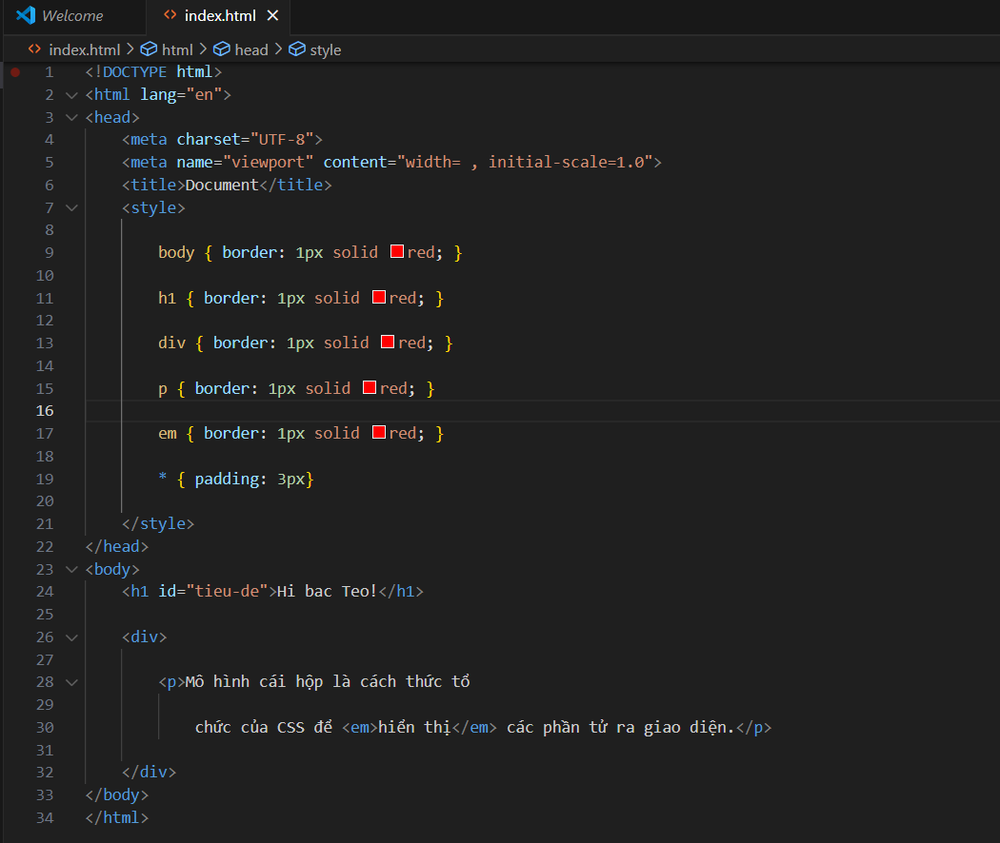 Welcome index.html
index.html > html > head > style
1 <!DOCTYPE html>
2 <html lang="en">
3 <head>
4 <meta charset="UTF-8">
5 <meta name="viewport" content="width= , initial-scale=1.0">
6 <title>Document</title>
7 <style>
8
9 body { border: 1px solid red; }
10
11 h1 { border: 1px solid red; }
12
13 div { border: 1px solid red; }
14
15 p { border: 1px solid red; }
16
17 em { border: 1px solid red; }
18
19 * { padding: 3px}
20
21 </style>
22 </head>
23 <body>
24 <h1 id="tieu-de">Hi bac Teo!</h1>
25
26 <div>
27
28 <p>Mô hình cái hộp là cách thức tổ
29
30 chức của CSS để <em>hiển thị</em> các phần tử ra giao diện.</p>
31
32 </div>
33 </body>
34 </html>